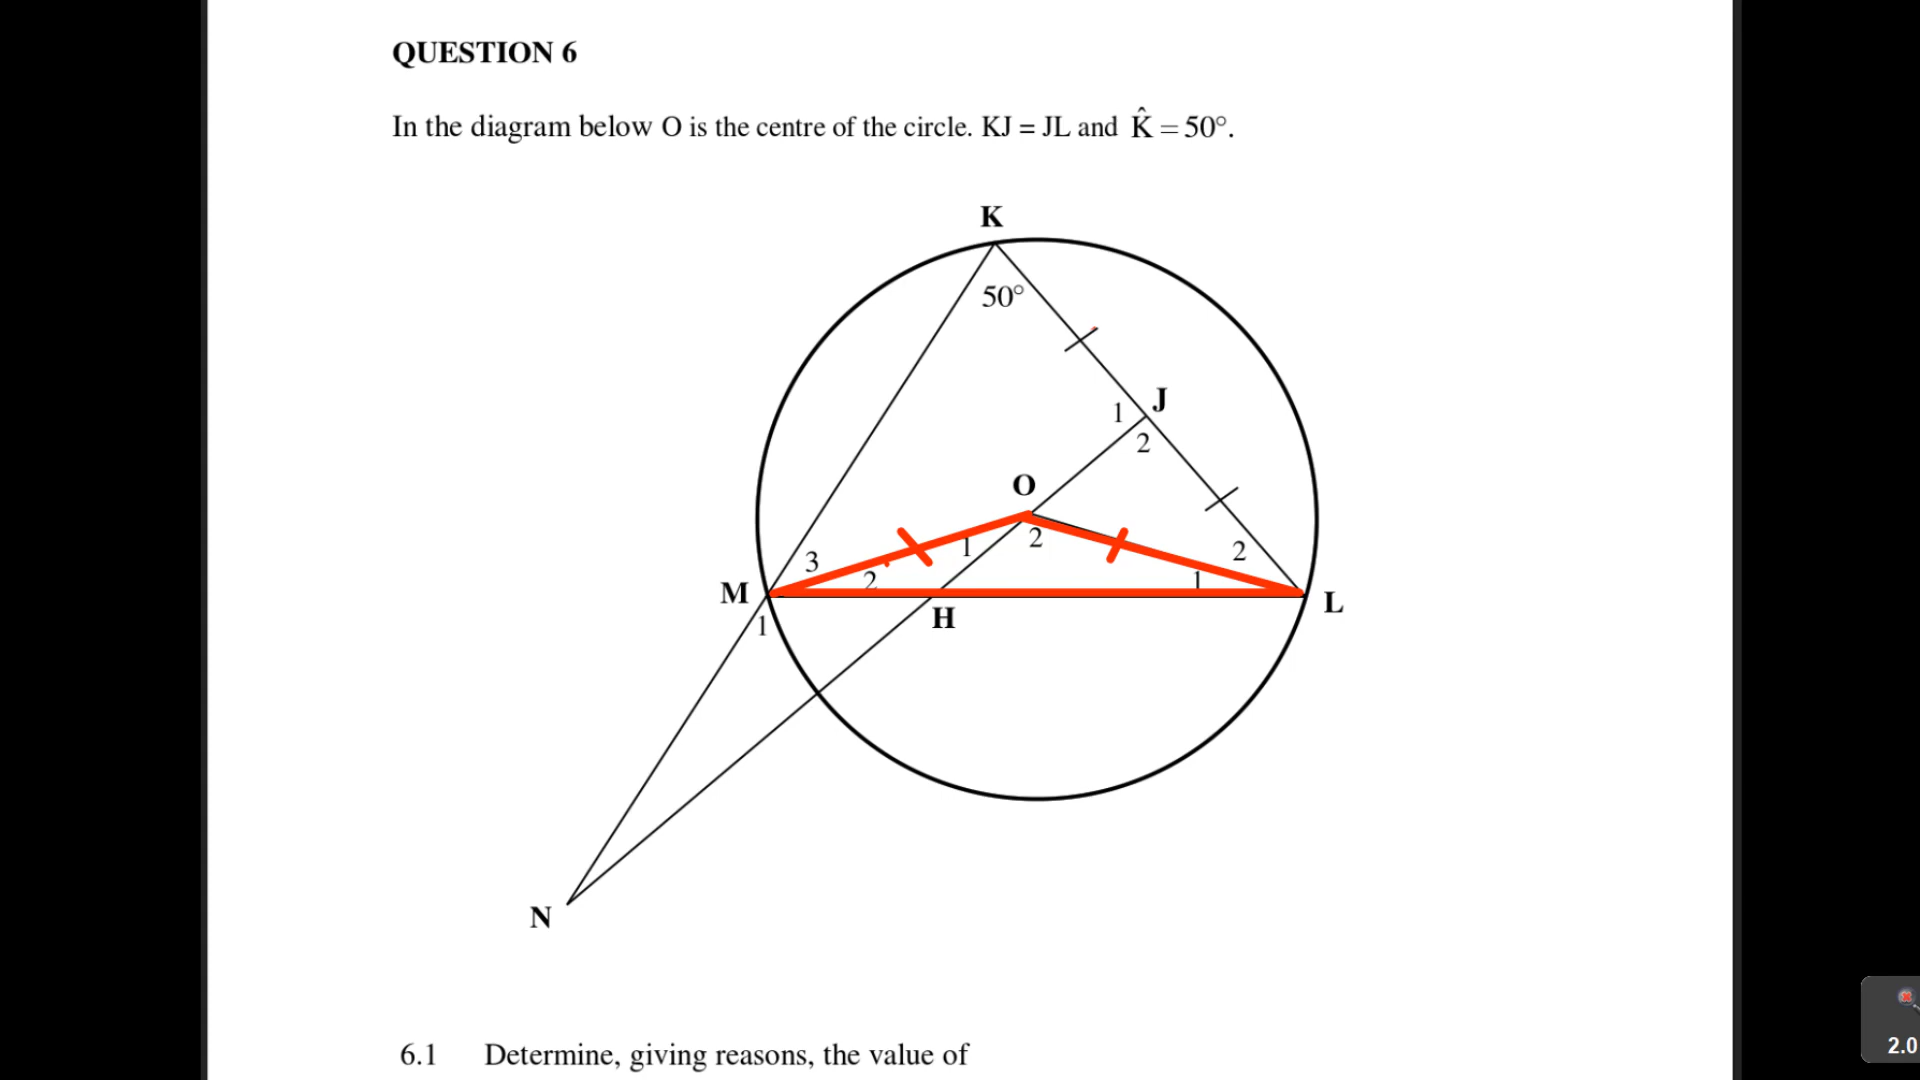 QUESTION 6
In the diagram below O is the centre of the circle. KJ = JL and K̂ = 50°.
K
50°
J
1
2
O
2
1
3
2
2
1
M
H
L
1
N
6.1 Determine, giving reasons, the value of
2.0